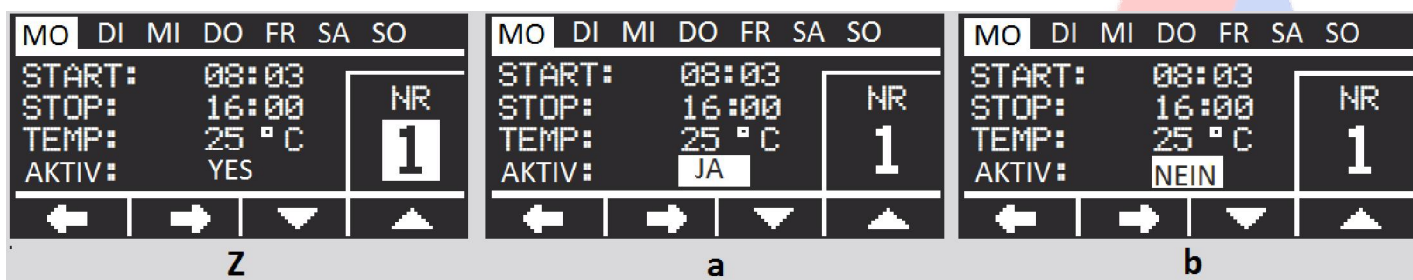 MO DI MI DO FR SA SO
START: 08:03
STOP: 16:00
TEMP: 25 °C
AKTIV: YES
NR
1
Z
MO DI MI DO FR SA SO
START: 08:03
STOP: 16:00
TEMP: 25 °C
AKTIV: JA
NR
1
a
MO DI MI DO FR SA SO
START: 08:03
STOP: 16:00
TEMP: 25 °C
AKTIV: NEIN
NR
1
b